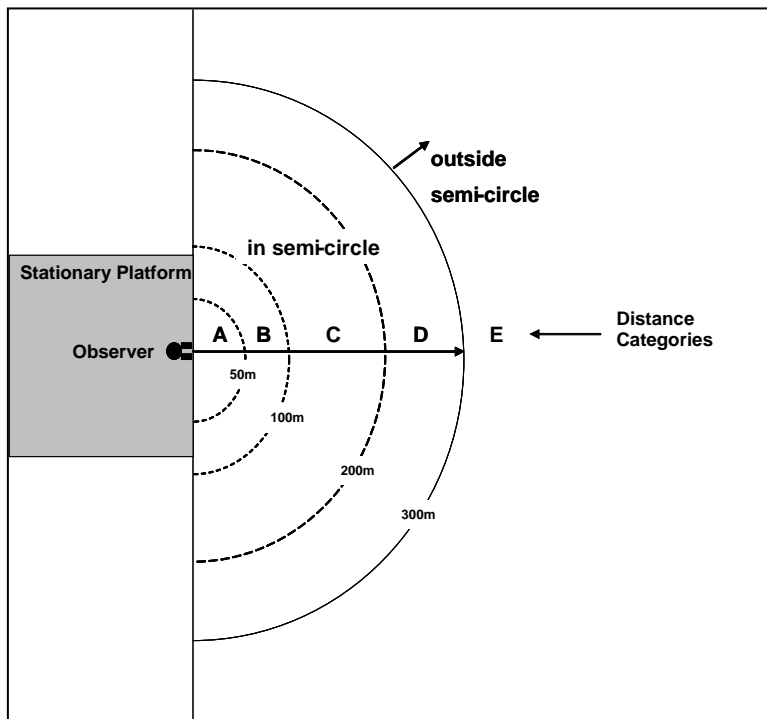 outside
semi-circle
in semi-circle
Stationary Platform
A B C D E
Distance
Categories
Observer
50m
100m
200m
300m